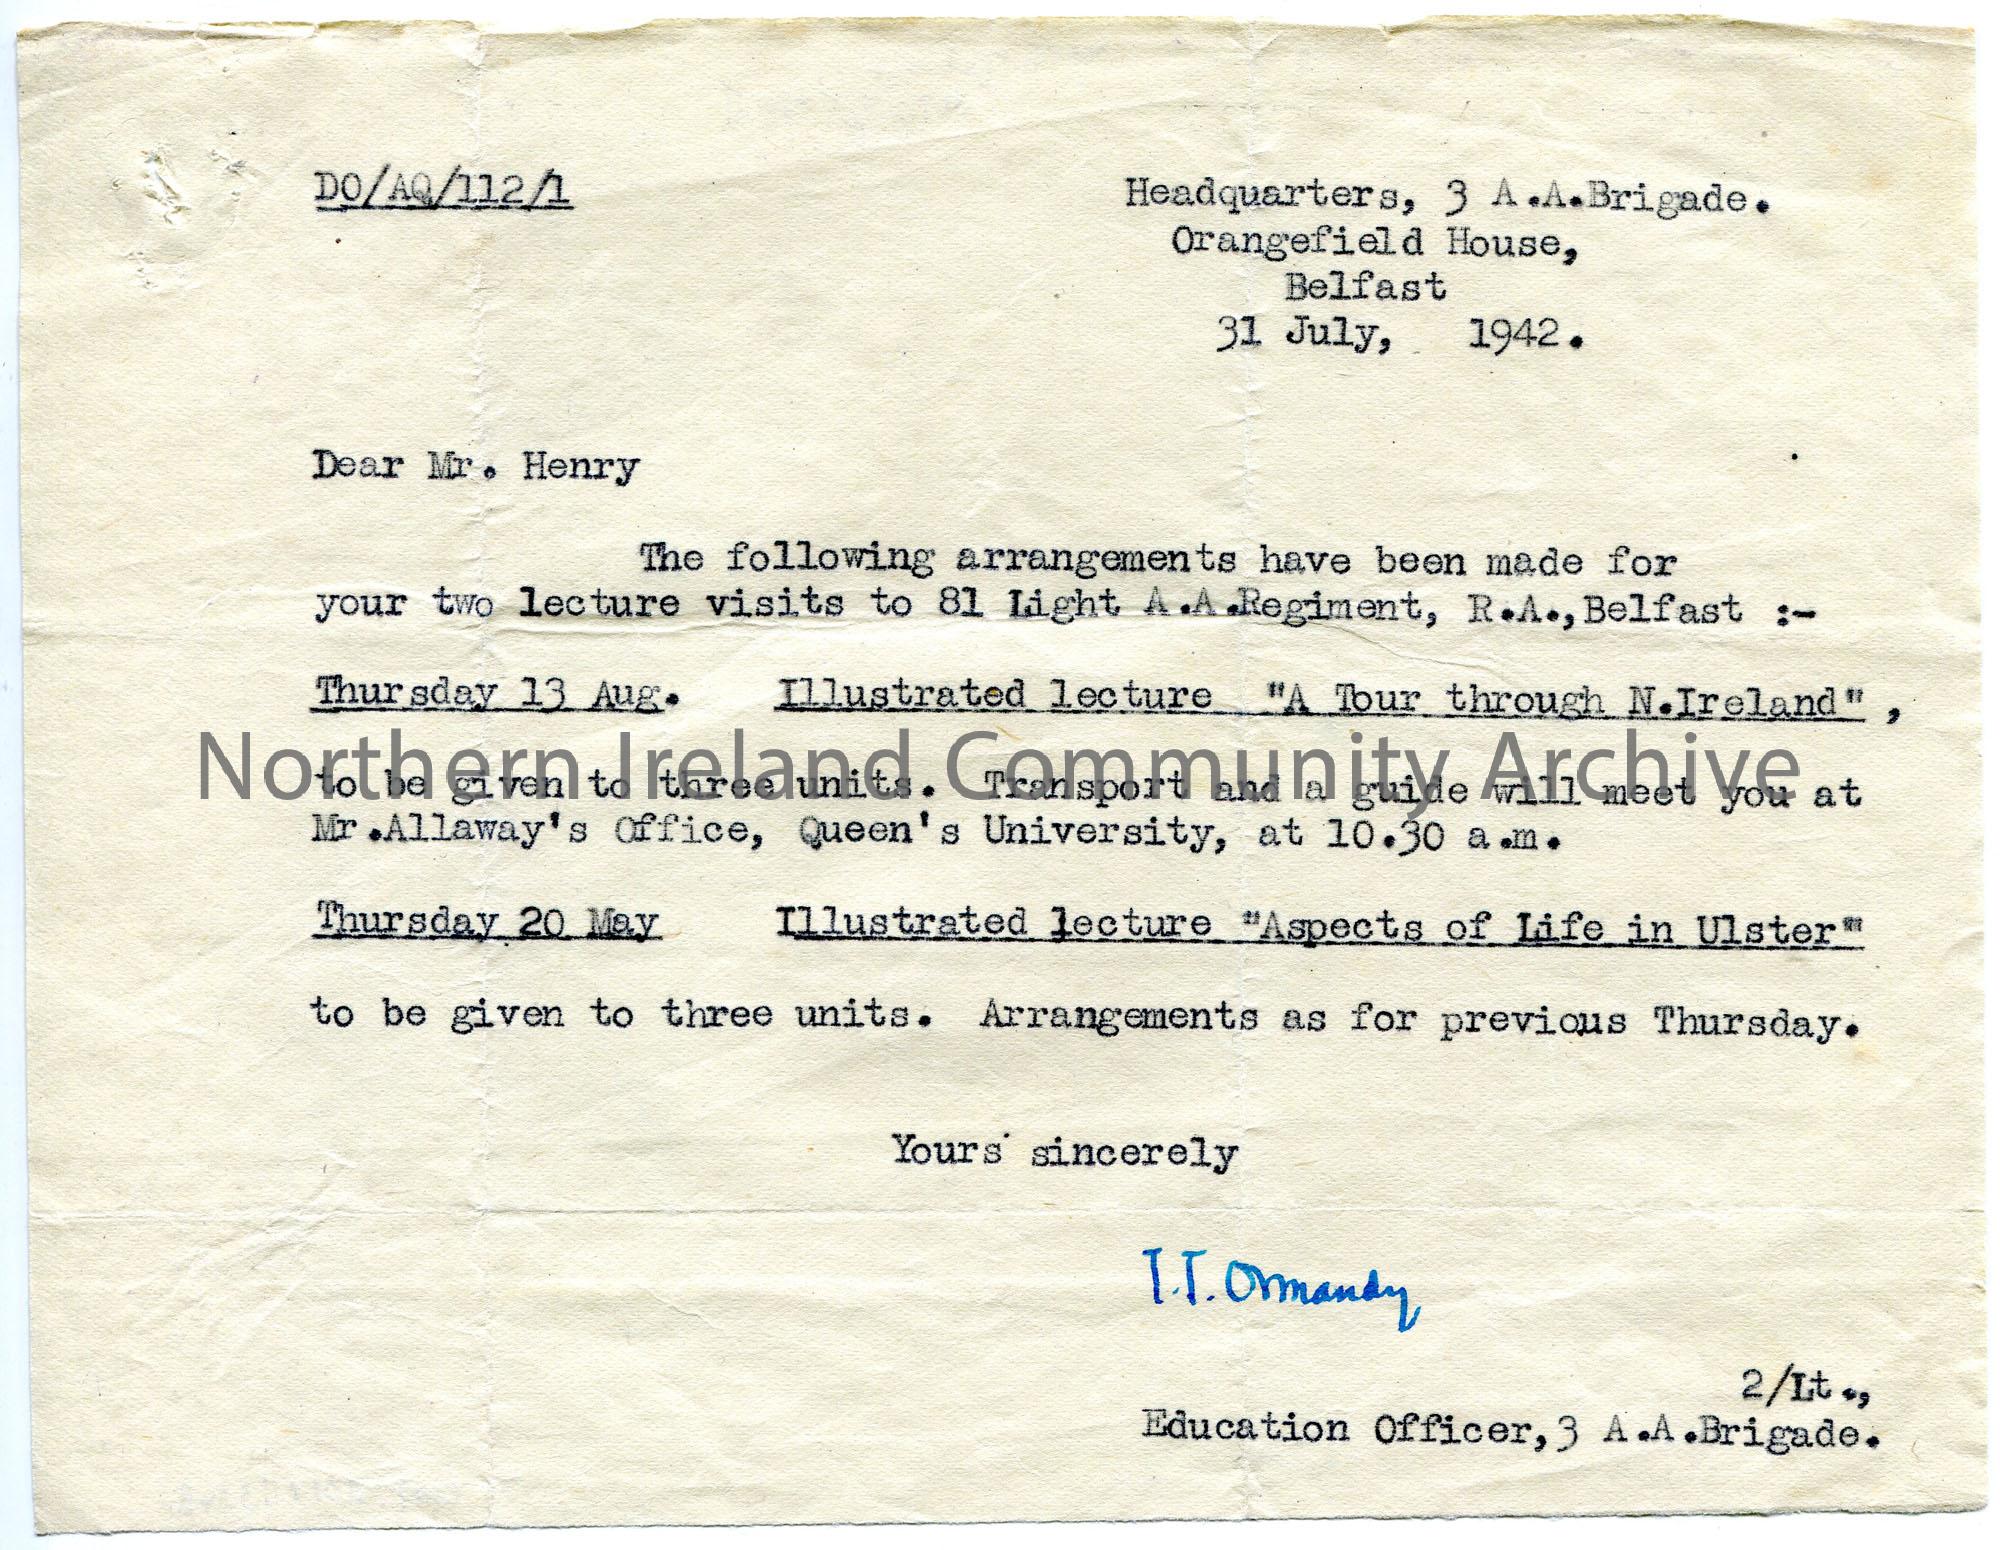 DO/AQ/112/1
Headquarters, 3 A.A.Brigade.
Orangefield House,
Belfast
31 July, 1942.
Dear Mr. Henry
The following arrangements have been made for
your two lecture visits to 81 Light A.A.Regiment, R.A.,Belfast :-
Thursday 13 Aug. Illustrated lecture "A Tour through N.Ireland",
Northern Ireland Community Archive
to be given to three units. Transport and a guide will meet you at
Mr.Allaway's Office, Queen's University, at 10.30 a.m.
Thursday 20 May Illustrated lecture "Aspects of Life in Ulster"
to be given to three units. Arrangements as for previous Thursday.
Yours sincerely
T.T. Ormandy
2/Lt.,
Education Officer,3 A.A.Brigade.